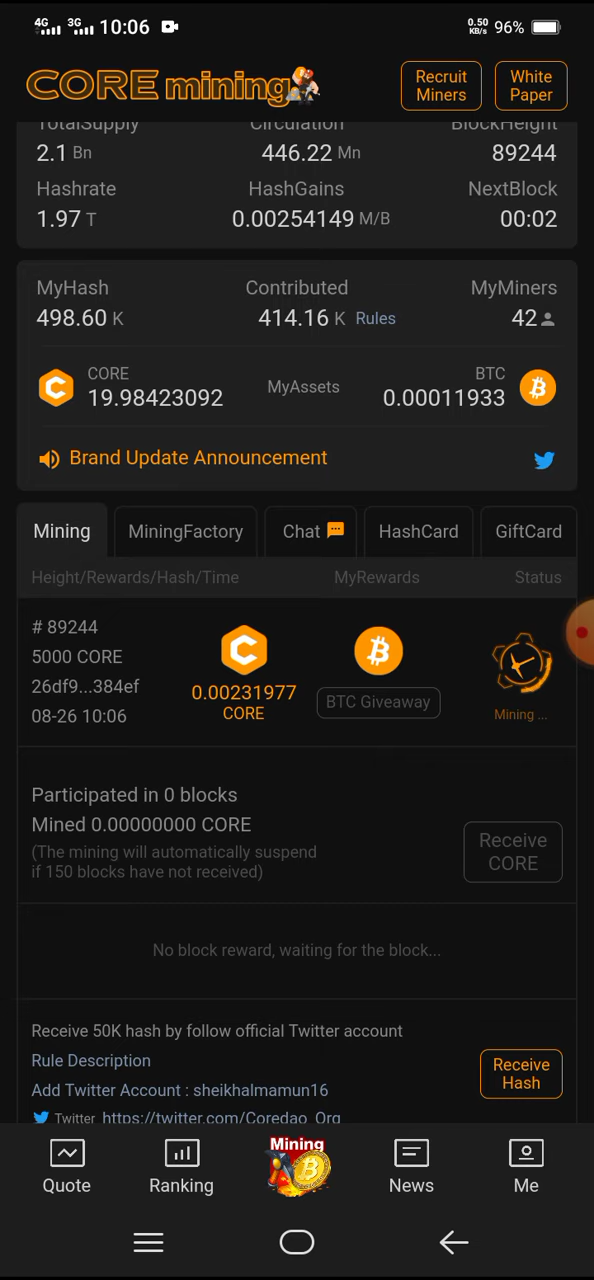 4G 3G 10:06 0.50 KB/s 96%
CORE mining Recruit Miners White Paper
TotalSupply Circulation BlockHeight
2.1 Bn 446.22 Mn 89244
Hashrate HashGains NextBlock
1.97 T 0.00254149 M/B 00:02
MyHash Contributed MyMiners
498.60 K 414.16 K Rules 42
CORE MyAssets BTC
19.98423092 0.00011933
Brand Update Announcement
Mining MiningFactory Chat HashCard GiftCard
Height/Rewards/Hash/Time MyRewards Status
# 89244
5000 CORE
26df9...384ef
08-26 10:06
0.00231977
CORE
BTC Giveaway
Mining ...
Participated in 0 blocks
Mined 0.00000000 CORE
(The mining will automatically suspend
if 150 blocks have not received)
Receive
CORE
No block reward, waiting for the block...
Receive 50K hash by follow official Twitter account
Rule Description
Add Twitter Account : sheikhalmamun16
Twitter https://twitter.com/Coredao_Org
Receive
Hash
Mining
Quote Ranking News Me